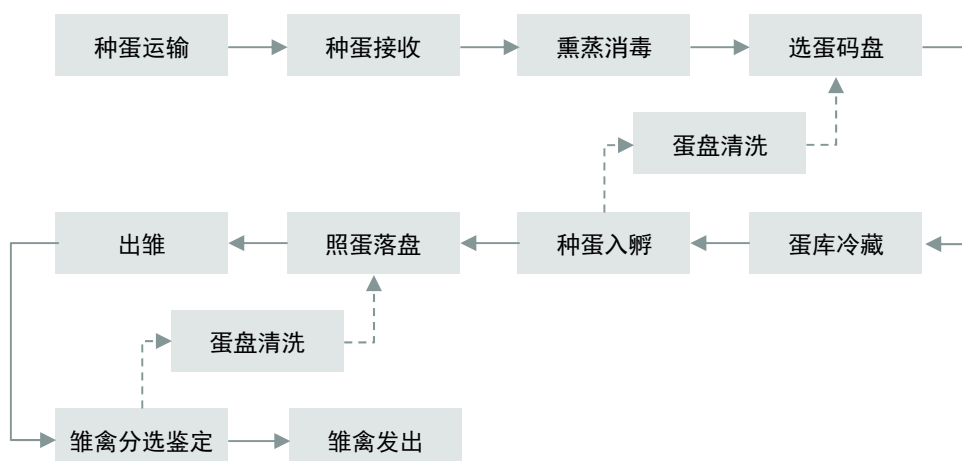 种蛋运输
种蛋接收
熏蒸消毒
选蛋码盘
蛋盘清洗
出雏
照蛋落盘
种蛋入孵
蛋库冷藏
蛋盘清洗
雏禽分选鉴定
雏禽发出